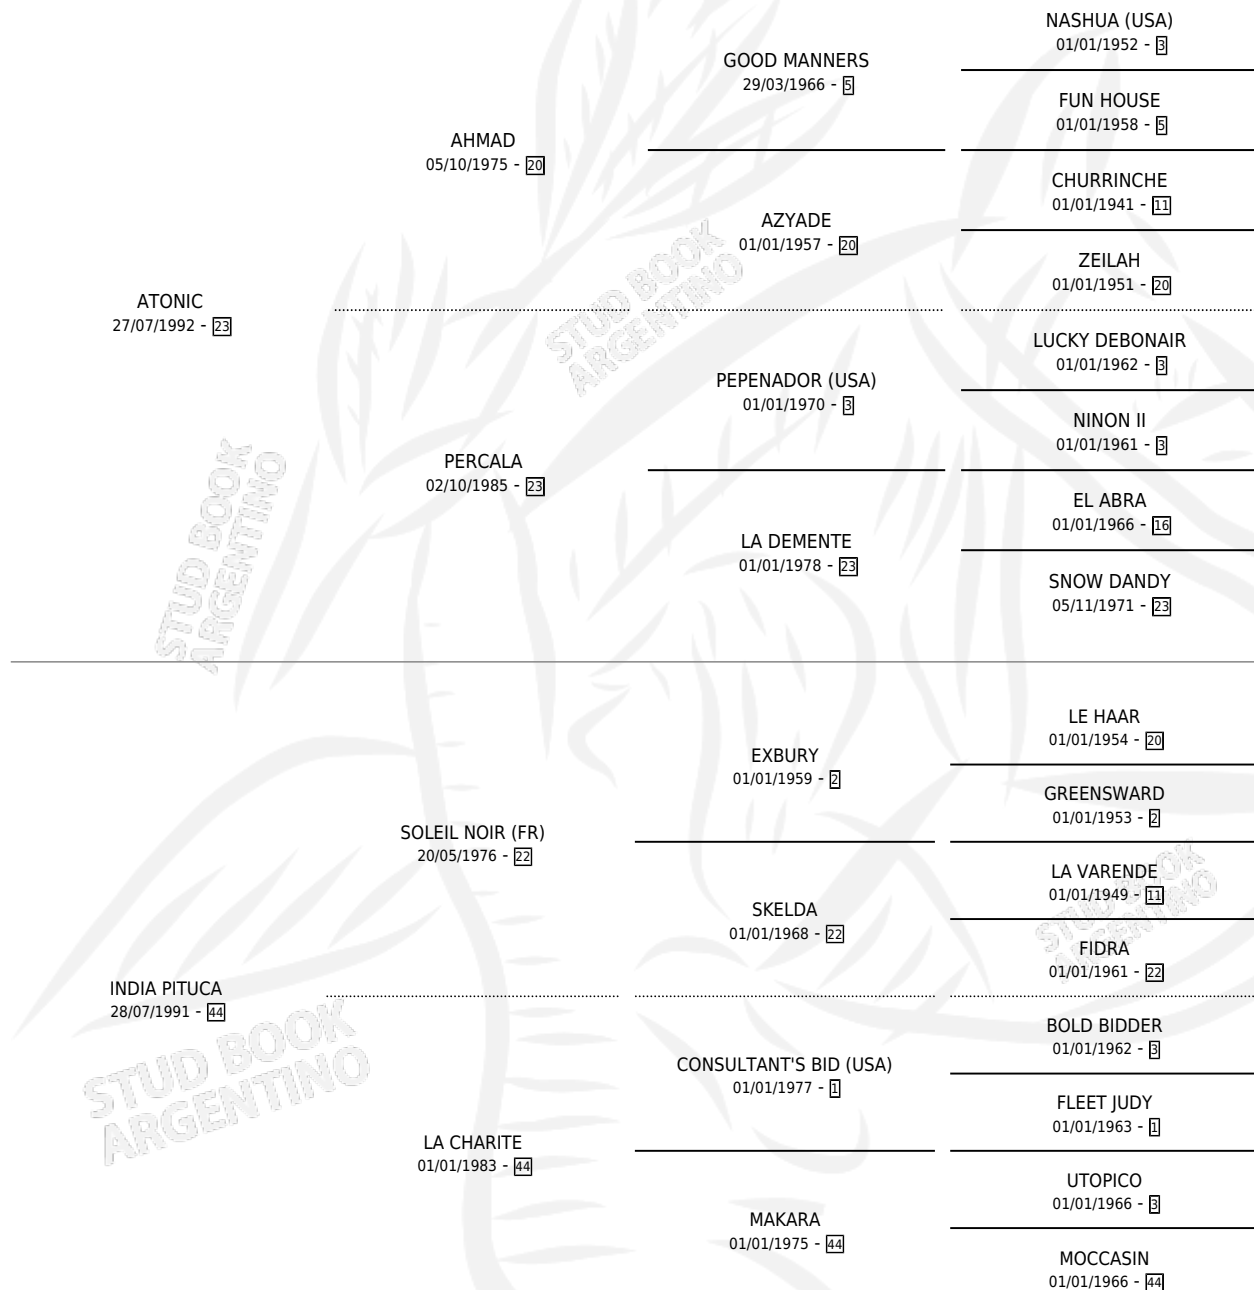 NASHUA (USA)
01/01/1952 - 3
GOOD MANNERS
29/03/1966 - 5
FUN HOUSE
01/01/1958 - 5
AHMAD
05/10/1975 - 20
CHURRINCHE
01/01/1941 - 11
AZYADE
01/01/1957 - 20
ZEILAH
01/01/1951 - 20
ATONIC
27/07/1992 - 23
STUD BOOK
ARGENTINO
LUCKY DEBONAIR
01/01/1962 - 3
PEPENADOR (USA)
01/01/1970 - 3
NINON II
01/01/1961 - 3
PERCALA
02/10/1985 - 23
EL ABRA
01/01/1966 - 16
LA DEMENTE
01/01/1978 - 23
SNOW DANDY
05/11/1971 - 23
STUD BOOK
ARGENTINO
LE HAAR
01/01/1954 - 20
EXBURY
01/01/1959 - 2
GREENSWARD
01/01/1953 - 2
SOLEIL NOIR (FR)
20/05/1976 - 22
LA VARENDE
01/01/1949 - 11
STUD BOOK
ARGENTINO
SKELDA
01/01/1968 - 22
FIDRA
01/01/1961 - 22
INDIA PITUCA
28/07/1991 - 44
STUD BOOK
ARGENTINO
BOLD BIDDER
01/01/1962 - 3
CONSULTANT'S BID (USA)
01/01/1977 - 1
FLEET JUDY
01/01/1963 - 1
LA CHARITE
01/01/1983 - 44
UTOPICO
01/01/1966 - 3
MAKARA
01/01/1975 - 44
MOCCASIN
01/01/1966 - 44